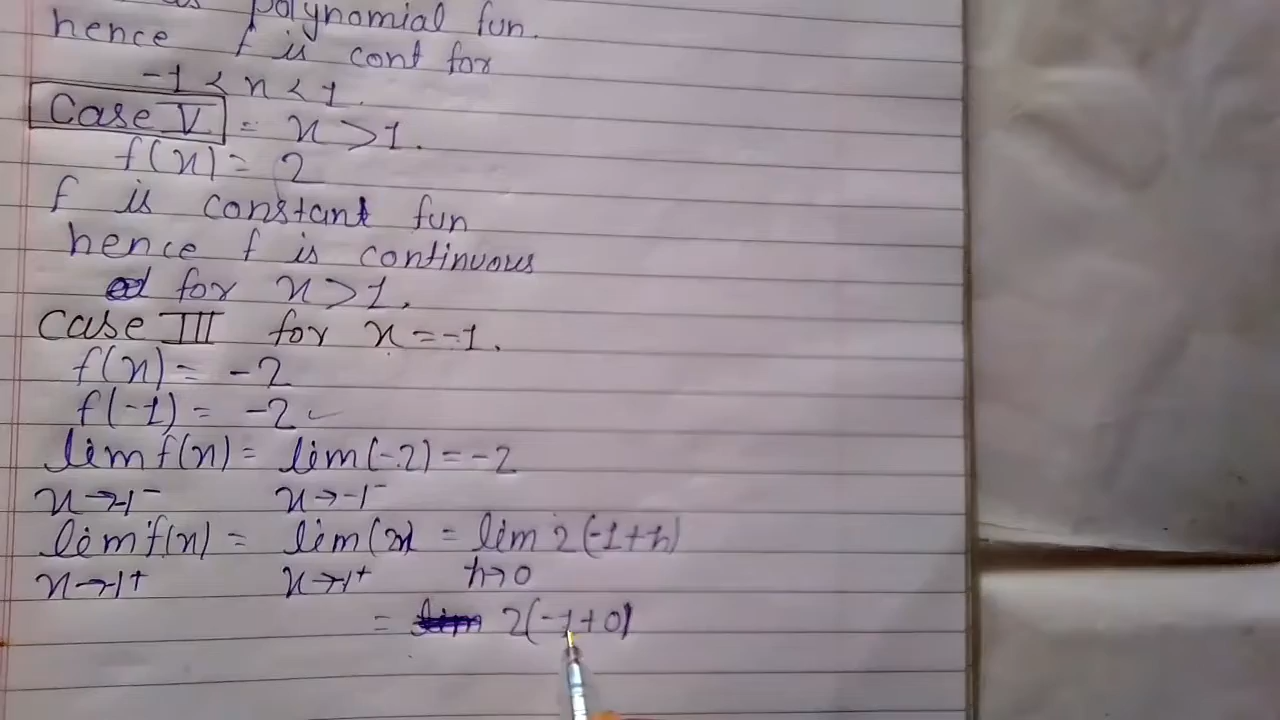 polynomial fun.
hence f is cont for
-1 < x < 1.
Case V = x > 1.
f(x) = 2
f is constant fun
hence f is continuous
for x > 1.
Case III for x = -1.
f(x) = -2
f(-1) = -2 ✓
lim f(x) = lim (-2) = -2
x→-1⁻ x→-1⁻
lim f(x) = lim (2x) = lim 2(-1+h)
x→-1⁺ x→-1⁺ h→0
= 2(-1+0)